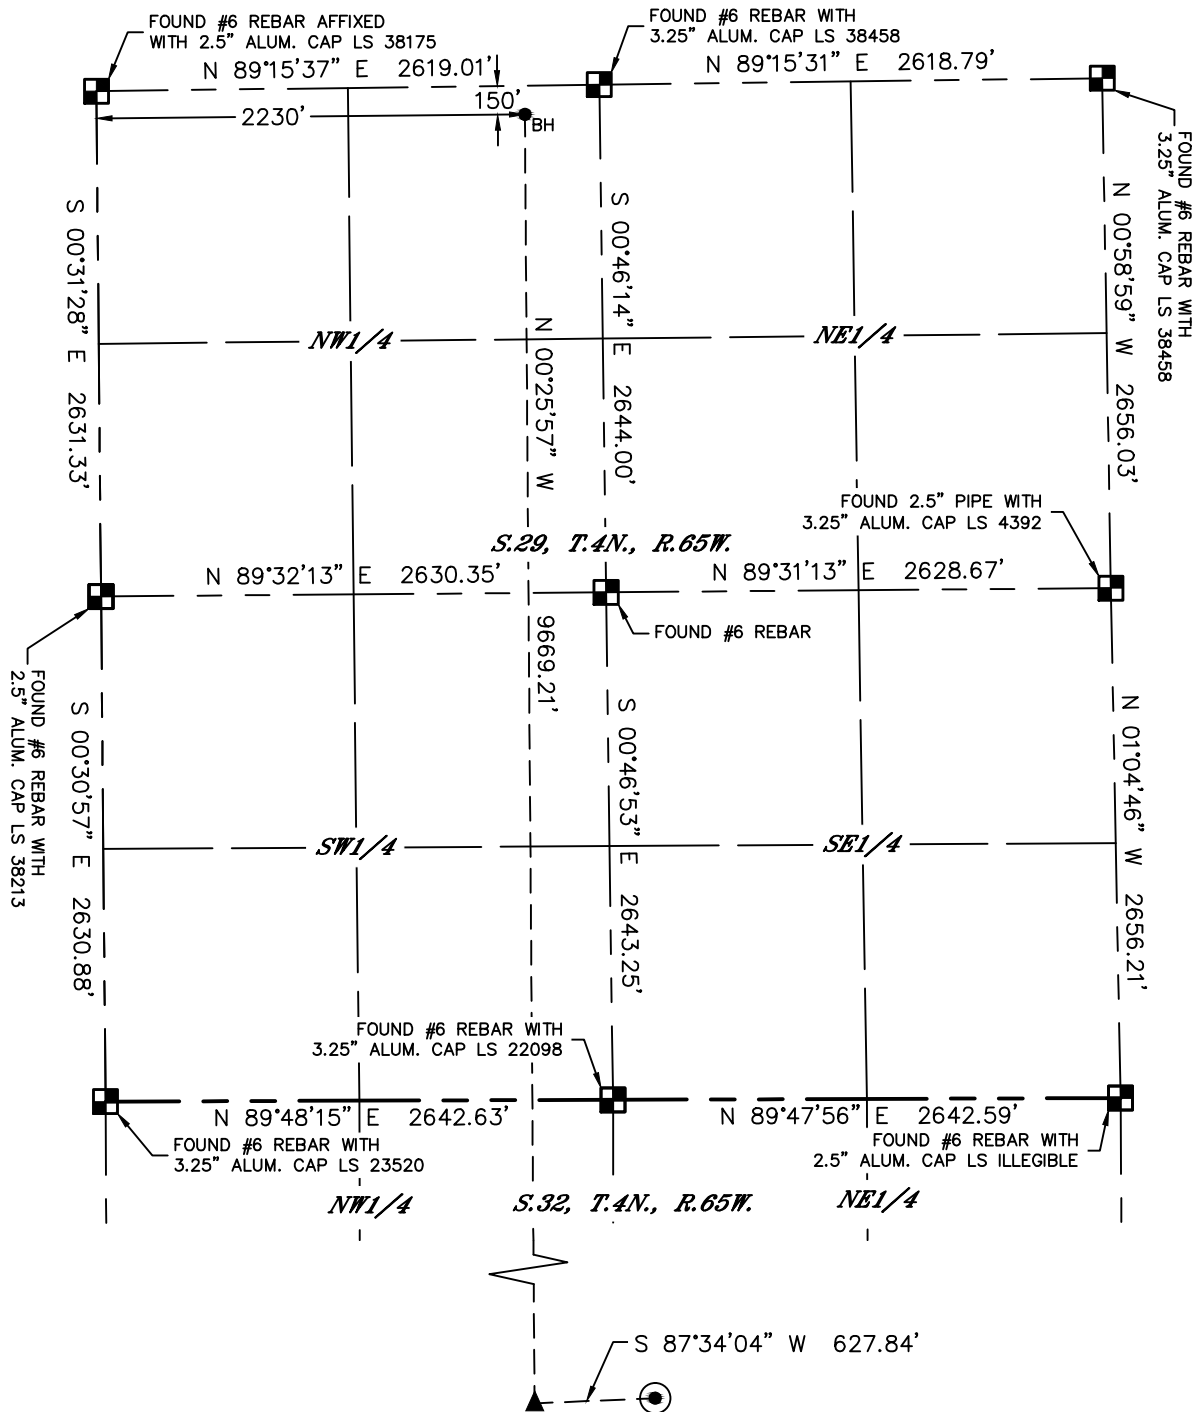 FOUND #6 REBAR AFFIXED
WITH 2.5" ALUM. CAP LS 38175
FOUND #6 REBAR WITH
3.25" ALUM. CAP LS 38458
N 89°15'37" E 2619.01'
N 89°15'31" E 2618.79'
150'
2230'
BH
FOUND #6 REBAR WITH
3.25" ALUM. CAP LS 38458
S 00°31'28" E 2631.33'
S 00°46'14" E 2644.00'
N 00°58'59" W 2656.03'
NW1/4
N 00°25'57" W
NE1/4
FOUND 2.5" PIPE WITH
3.25" ALUM. CAP LS 4392
S.29, T.4N., R.65W.
N 89°32'13" E 2630.35'
N 89°31'13" E 2628.67'
9669.21'
FOUND #6 REBAR
FOUND #6 REBAR WITH
2.5" ALUM. CAP LS 38213
S 00°30'57" E 2630.88'
S 00°46'53" E 2643.25'
N 01°04'46" W 2656.21'
SW1/4
SE1/4
FOUND #6 REBAR WITH
3.25" ALUM. CAP LS 22098
N 89°48'15" E 2642.63'
N 89°47'56" E 2642.59'
FOUND #6 REBAR WITH
3.25" ALUM. CAP LS 23520
FOUND #6 REBAR WITH
2.5" ALUM. CAP LS ILLEGIBLE
NW1/4
S.32, T.4N., R.65W.
NE1/4
S 87°34'04" W 627.84'